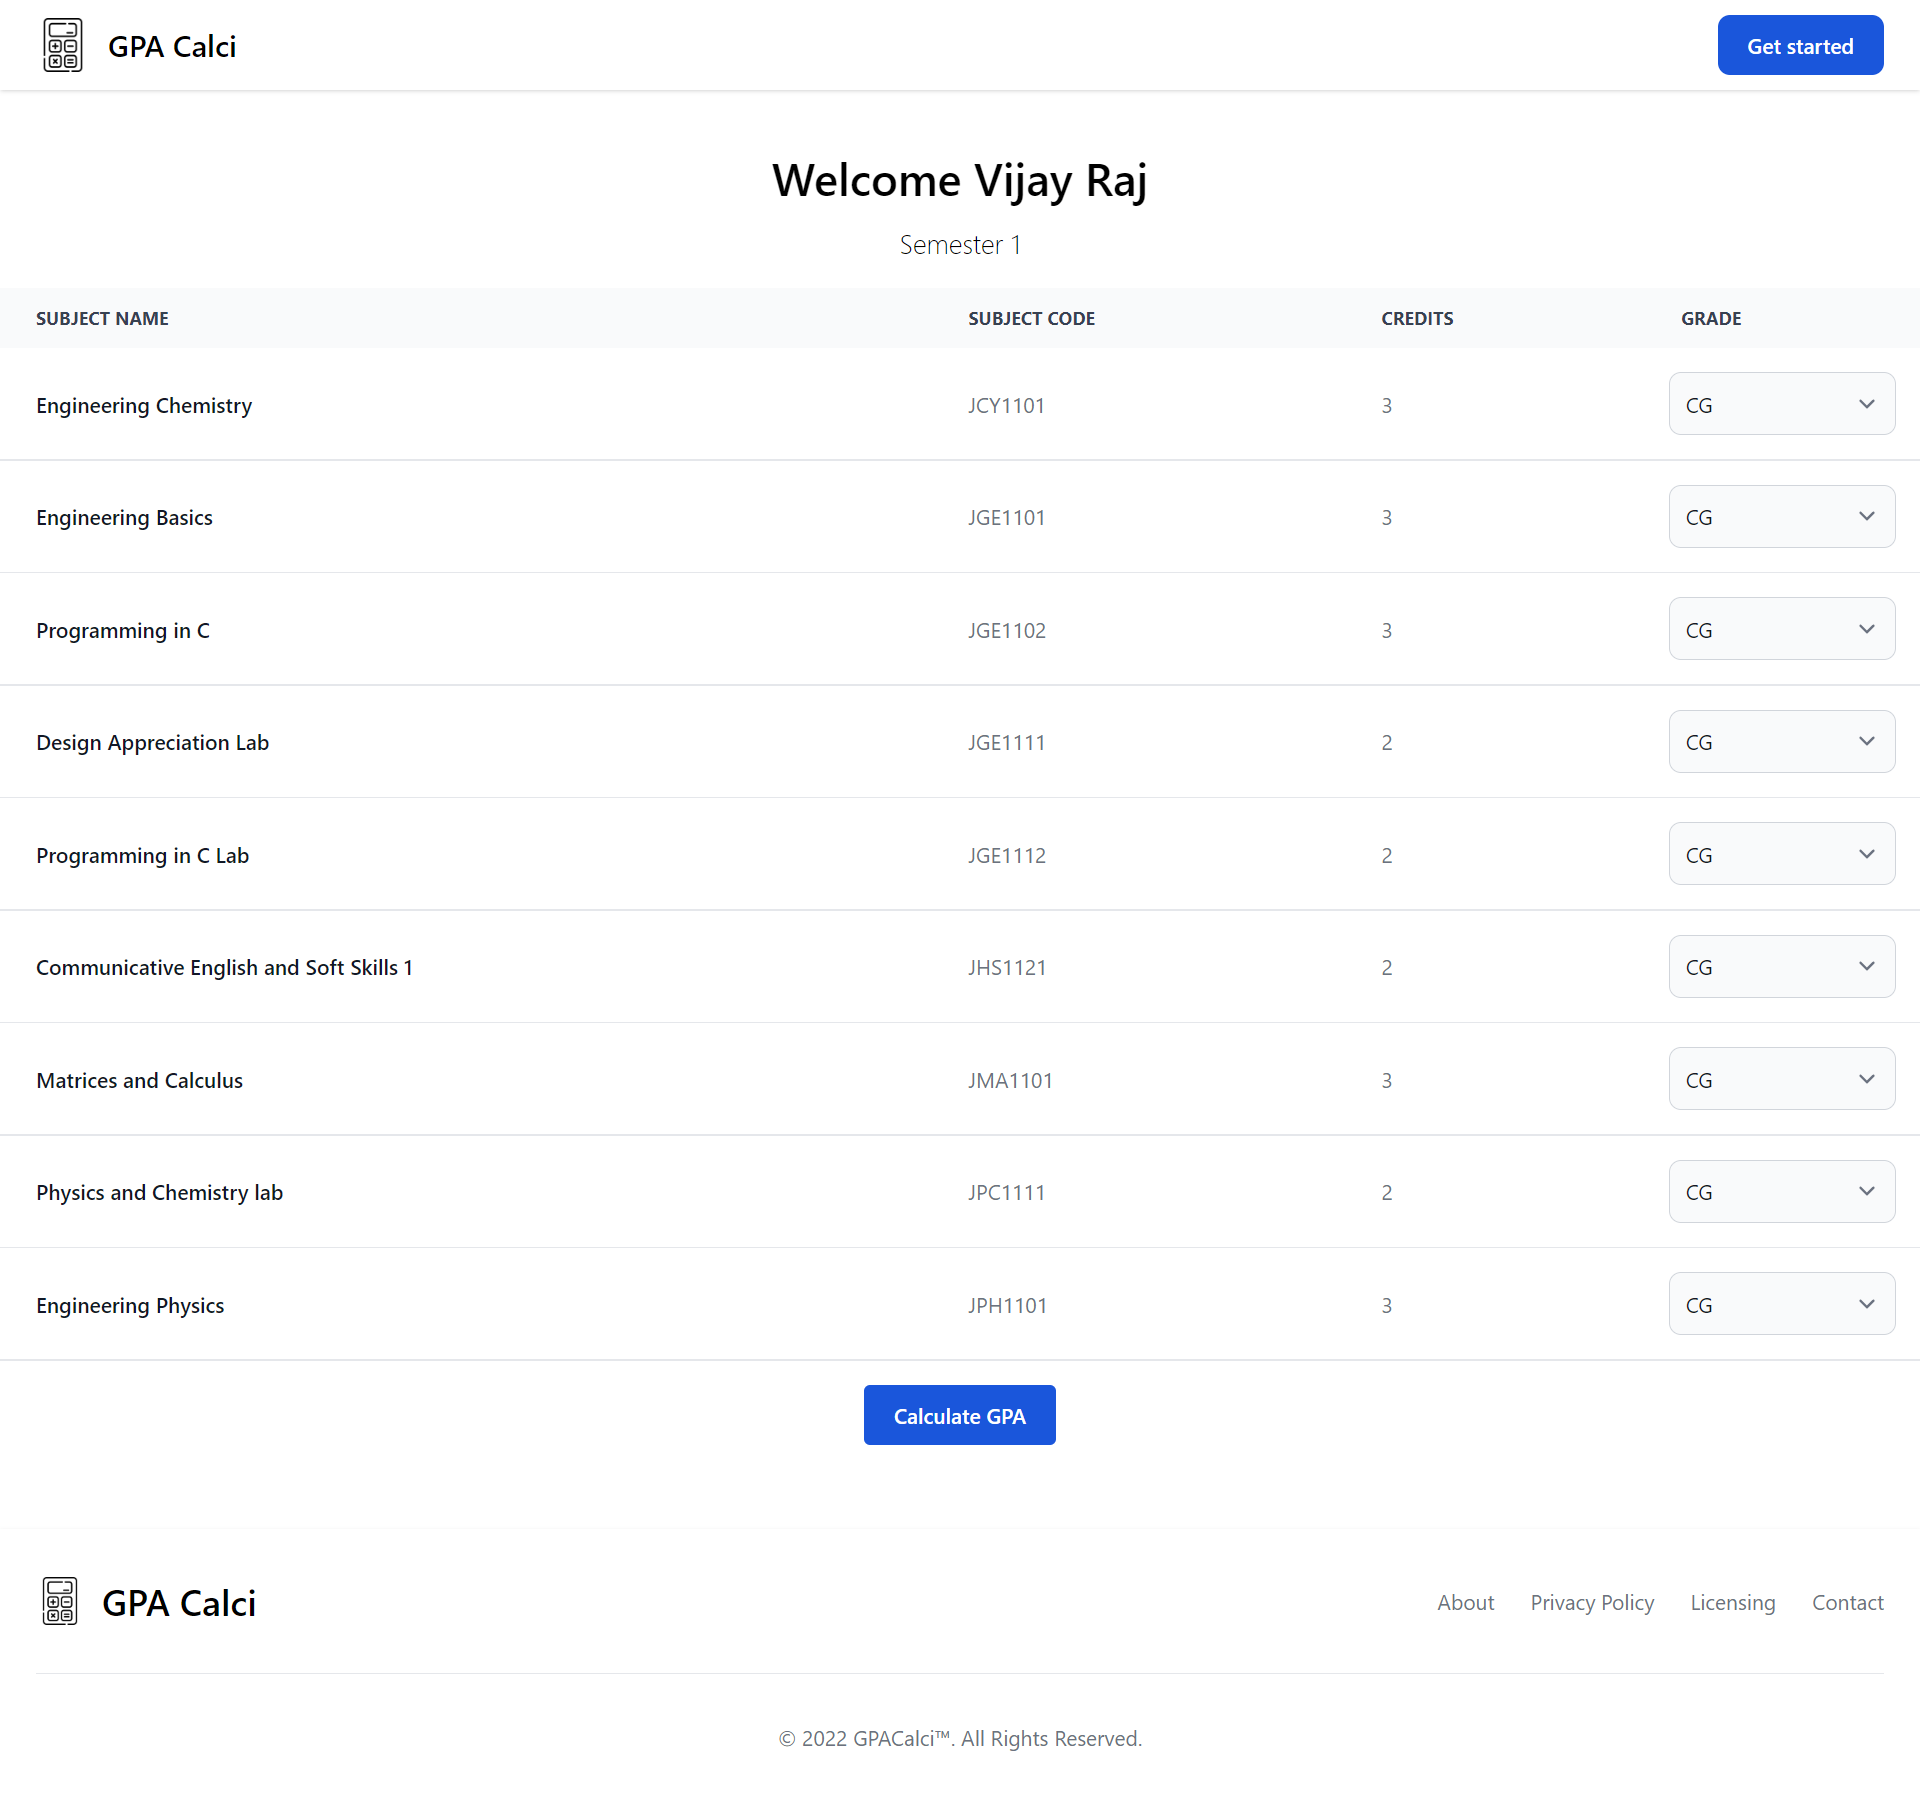 GPA Calci
Get started
Welcome Vijay Raj
Semester 1
SUBJECT NAME SUBJECT CODE CREDITS GRADE
Engineering Chemistry JCY1101 3 CG
Engineering Basics JGE1101 3 CG
Programming in C JGE1102 3 CG
Design Appreciation Lab JGE1111 2 CG
Programming in C Lab JGE1112 2 CG
Communicative English and Soft Skills 1 JHS1121 2 CG
Matrices and Calculus JMA1101 3 CG
Physics and Chemistry lab JPC1111 2 CG
Engineering Physics JPH1101 3 CG
Calculate GPA
GPA Calci
About Privacy Policy Licensing Contact
© 2022 GPACalci™. All Rights Reserved.